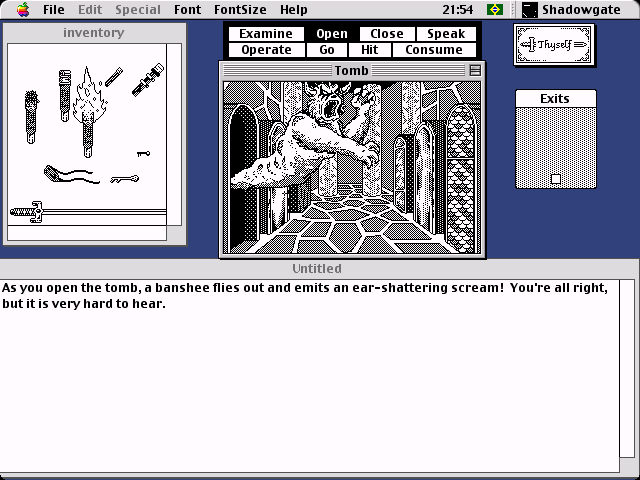 File Edit Special Font FontSize Help 21:54 Shadowgate
inventory
Examine Open Close Speak
Operate Go Hit Consume
Thyself
Tomb
Exits
Untitled
As you open the tomb, a banshee flies out and emits an ear-shattering scream!  You're all right,
but it is very hard to hear.